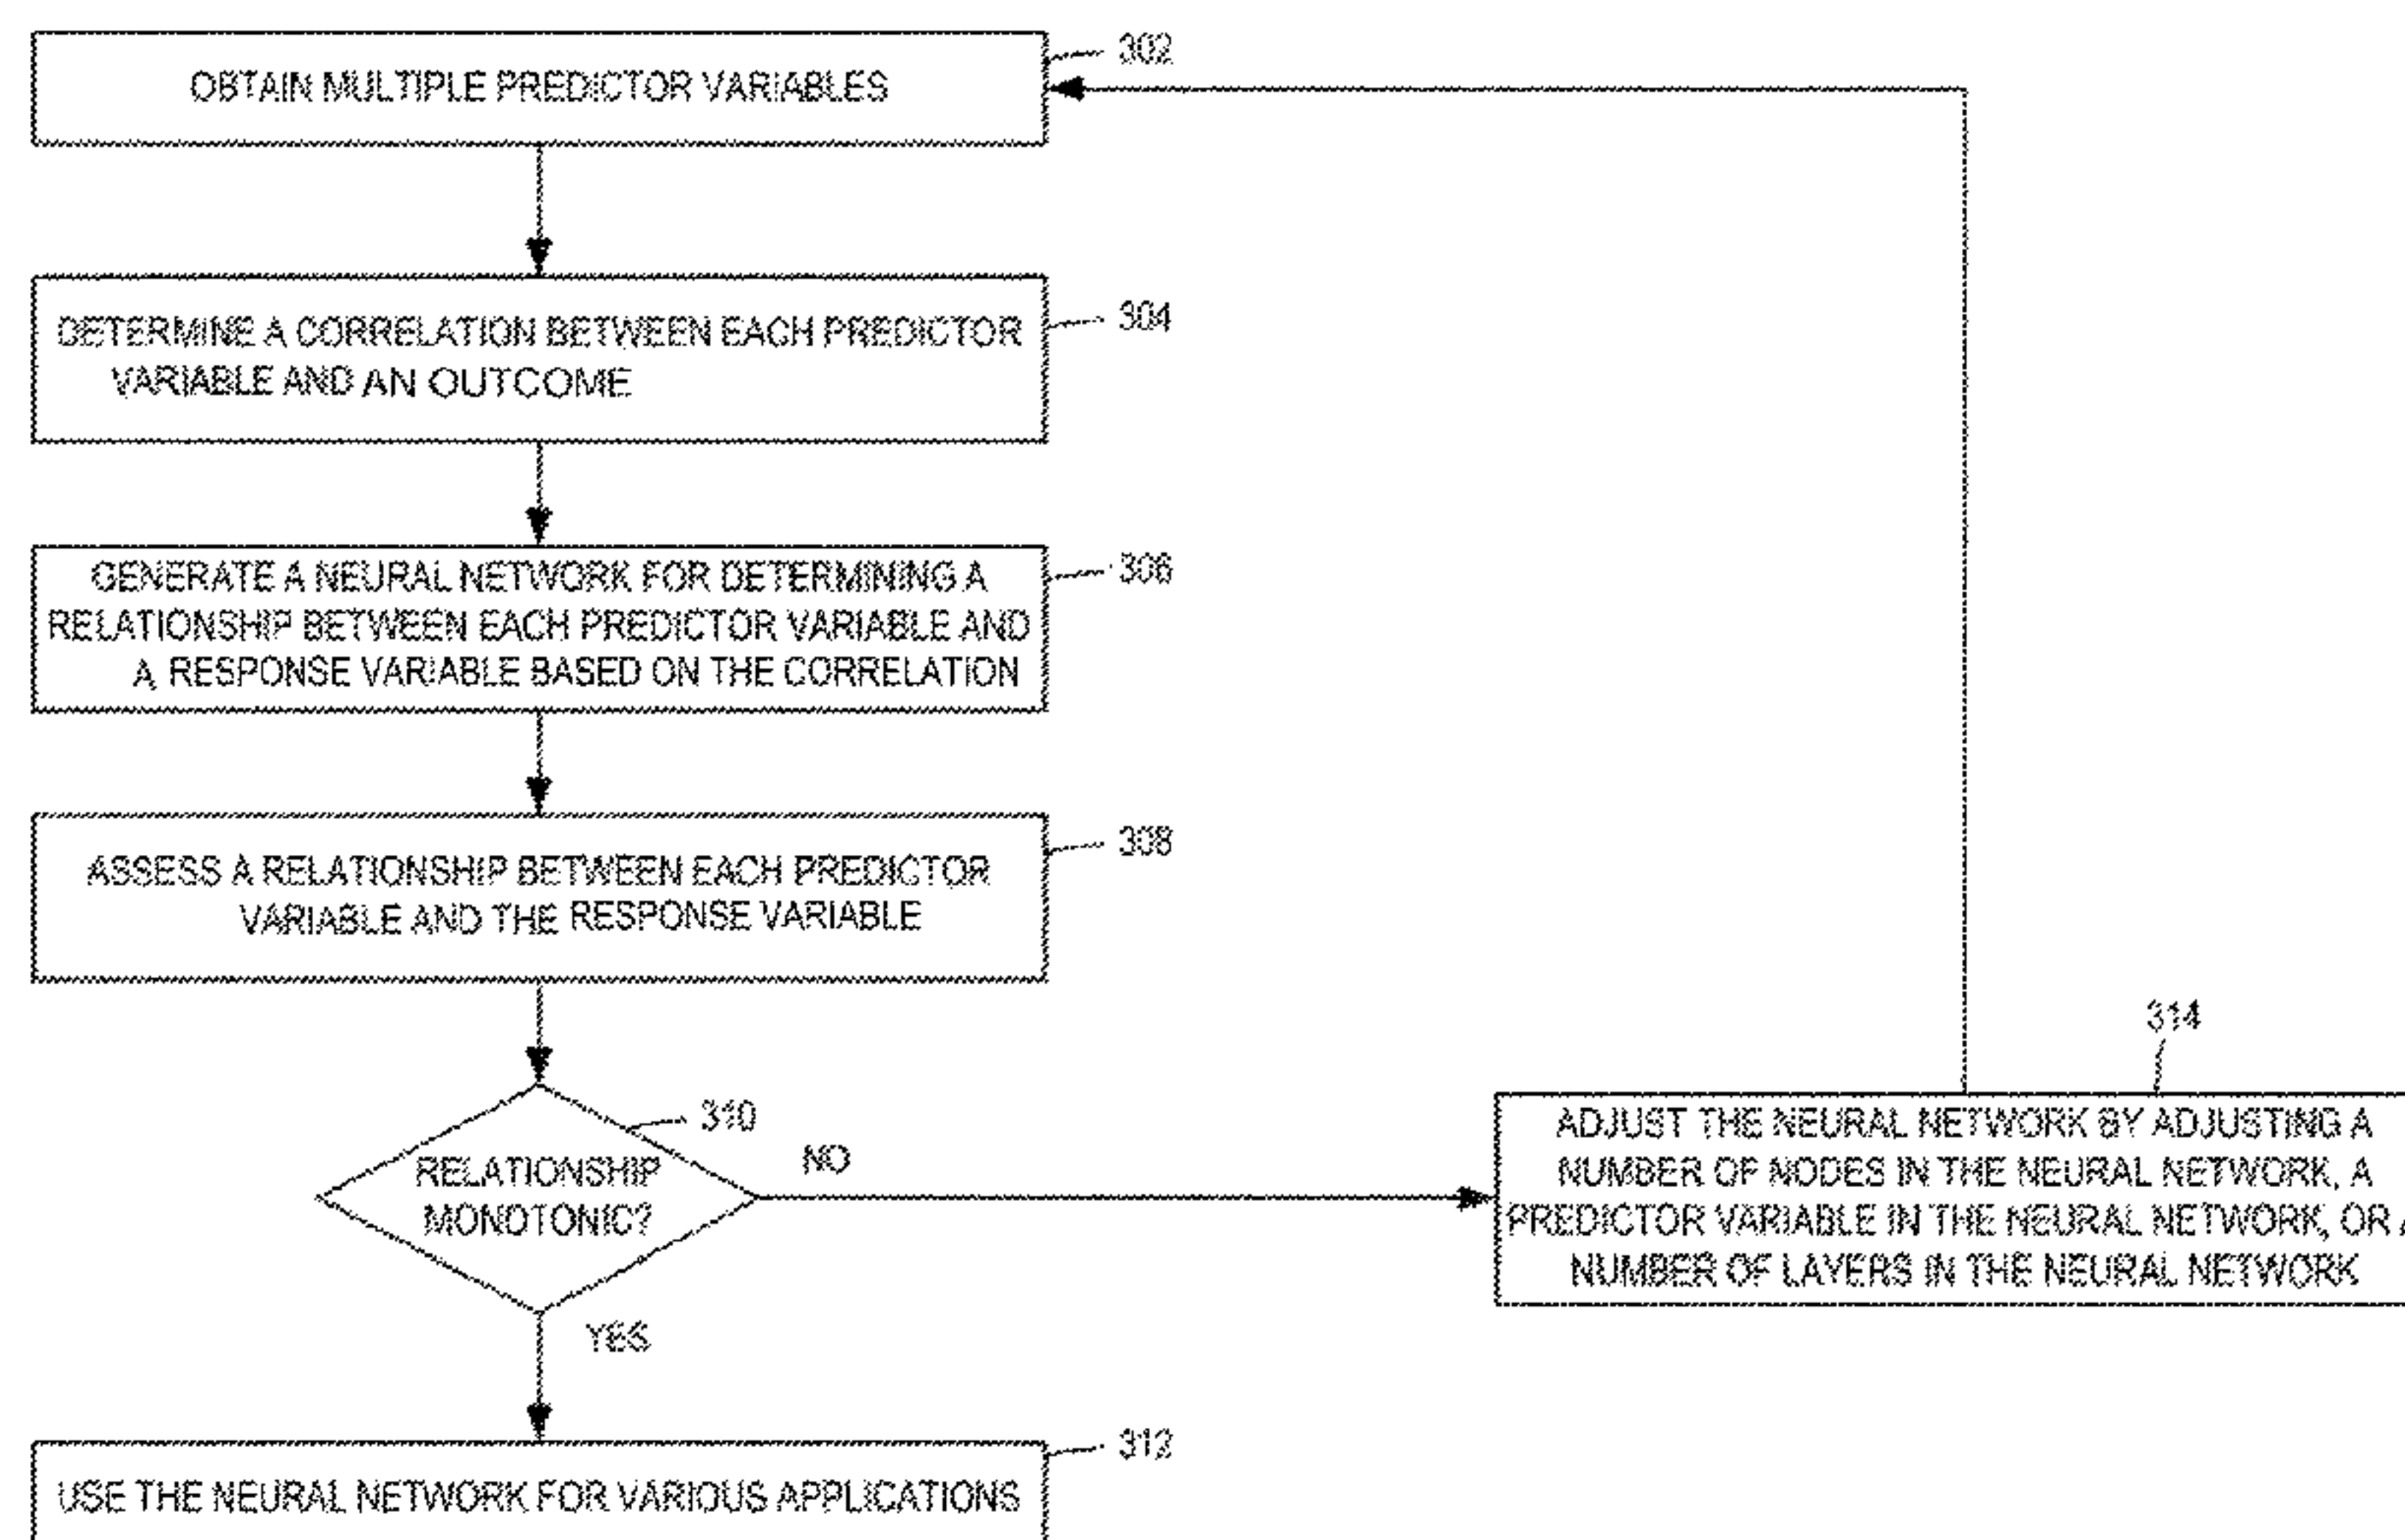 OBTAIN MULTIPLE PREDICTOR VARIABLES
302
DETERMINE A CORRELATION BETWEEN EACH PREDICTOR
VARIABLE AND AN OUTCOME
304
GENERATE A NEURAL NETWORK FOR DETERMINING A
RELATIONSHIP BETWEEN EACH PREDICTOR VARIABLE AND
A RESPONSE VARIABLE BASED ON THE CORRELATION
306
ASSESS A RELATIONSHIP BETWEEN EACH PREDICTOR
VARIABLE AND THE RESPONSE VARIABLE
308
RELATIONSHIP
MONOTONIC?
310
NO
YES
314
ADJUST THE NEURAL NETWORK BY ADJUSTING A
NUMBER OF NODES IN THE NEURAL NETWORK, A
PREDICTOR VARIABLE IN THE NEURAL NETWORK, OR A
NUMBER OF LAYERS IN THE NEURAL NETWORK
USE THE NEURAL NETWORK FOR VARIOUS APPLICATIONS
312